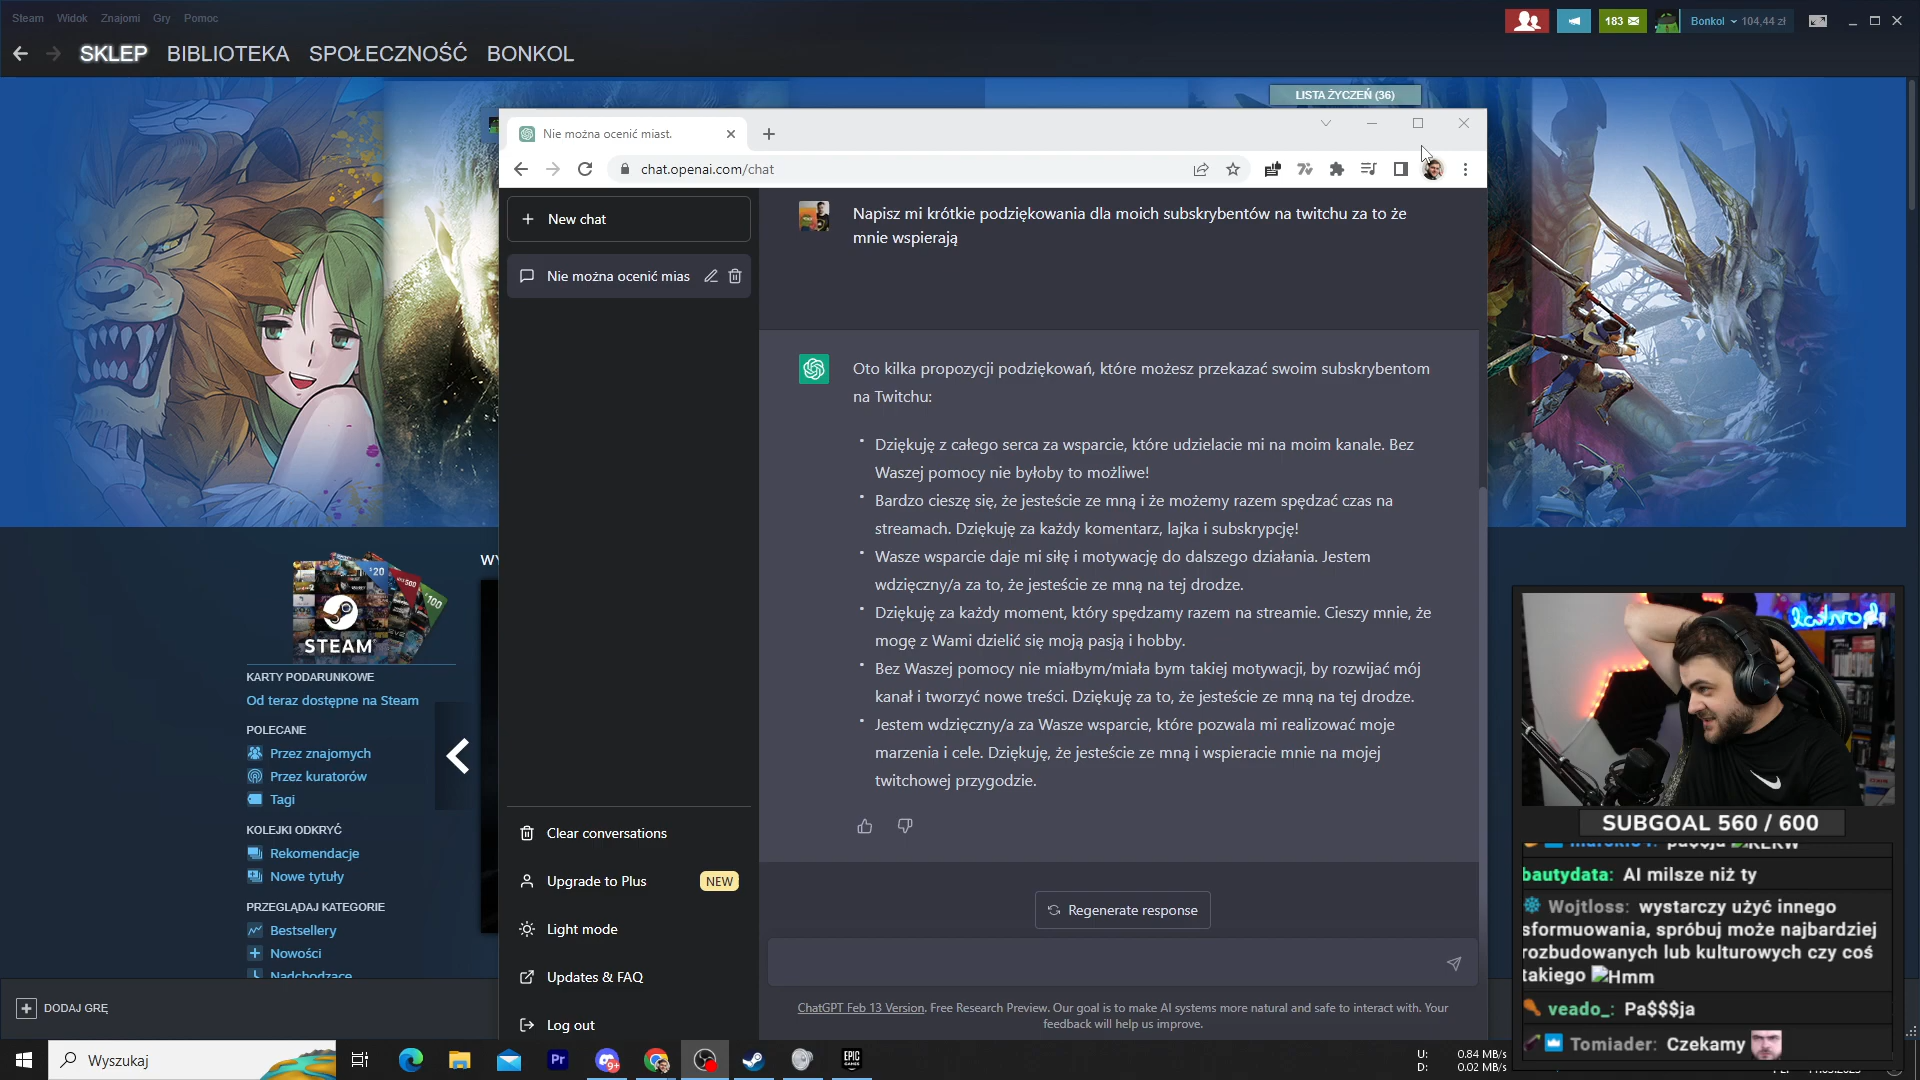 Steam Widok Znajomi Gry Pomoc
183
Bonkol 104,44 zł
SKLEP BIBLIOTEKA SPOŁECZNOŚĆ BONKOL
LISTA ŻYCZEŃ (36)
Nie można ocenić miast.
chat.openai.com/chat
New chat
Nie można ocenić mias
Napisz mi krótkie podziękowania dla moich subskrybentów na twitchu za to że
mnie wspierają
Oto kilka propozycji podziękowań, które możesz przekazać swoim subskrybentom
na Twitchu:
• Dziękuję z całego serca za wsparcie, które udzielacie mi na moim kanale. Bez
Waszej pomocy nie byłoby to możliwe!
• Bardzo cieszę się, że jesteście ze mną i że możemy razem spędzać czas na
streamach. Dziękuję za każdy komentarz, lajka i subskrypcję!
• Wasze wsparcie daje mi siłę i motywację do dalszego działania. Jestem
wdzięczny/a za to, że jesteście ze mną na tej drodze.
• Dziękuję za każdy moment, który spędzamy razem na streamie. Cieszy mnie, że
mogę z Wami dzielić się moją pasją i hobby.
• Bez Waszej pomocy nie miałbym/miała bym takiej motywacji, by rozwijać mój
kanał i tworzyć nowe treści. Dziękuję za to, że jesteście ze mną na tej drodze.
• Jestem wdzięczny/a za Wasze wsparcie, które pozwala mi realizować moje
marzenia i cele. Dziękuję, że jesteście ze mną i wspieracie mnie na mojej
twitchowej przygodzie.
Regenerate response
ChatGPT Feb 13 Version. Free Research Preview. Our goal is to make AI systems more natural and safe to interact with. Your
feedback will help us improve.
Clear conversations
Upgrade to Plus NEW
Light mode
Updates & FAQ
Log out
WY
$20
STEAM
KARTY PODARUNKOWE
Od teraz dostępne na Steam
POLECANE
Przez znajomych
Przez kuratorów
Tagi
KOLEJKI ODKRYĆ
Rekomendacje
Nowe tytuły
PRZEGLĄDAJ KATEGORIE
Bestsellery
Nowości
Nadchodzące
DODAJ GRĘ
SUBGOAL 560 / 600
bautydata: AI milsze niż ty
Wojtloss: wystarczy użyć innego
sformuowania, spróbuj może najbardziej
rozbudowanych lub kulturowych czy coś
takiego Hmm
veado_: Pa$$$ja
Tomiader: Czekamy
Wyszukaj
Pr
9+
EPIC
GAMES
U: 0.84 MB/s
D: 0.02 MB/s